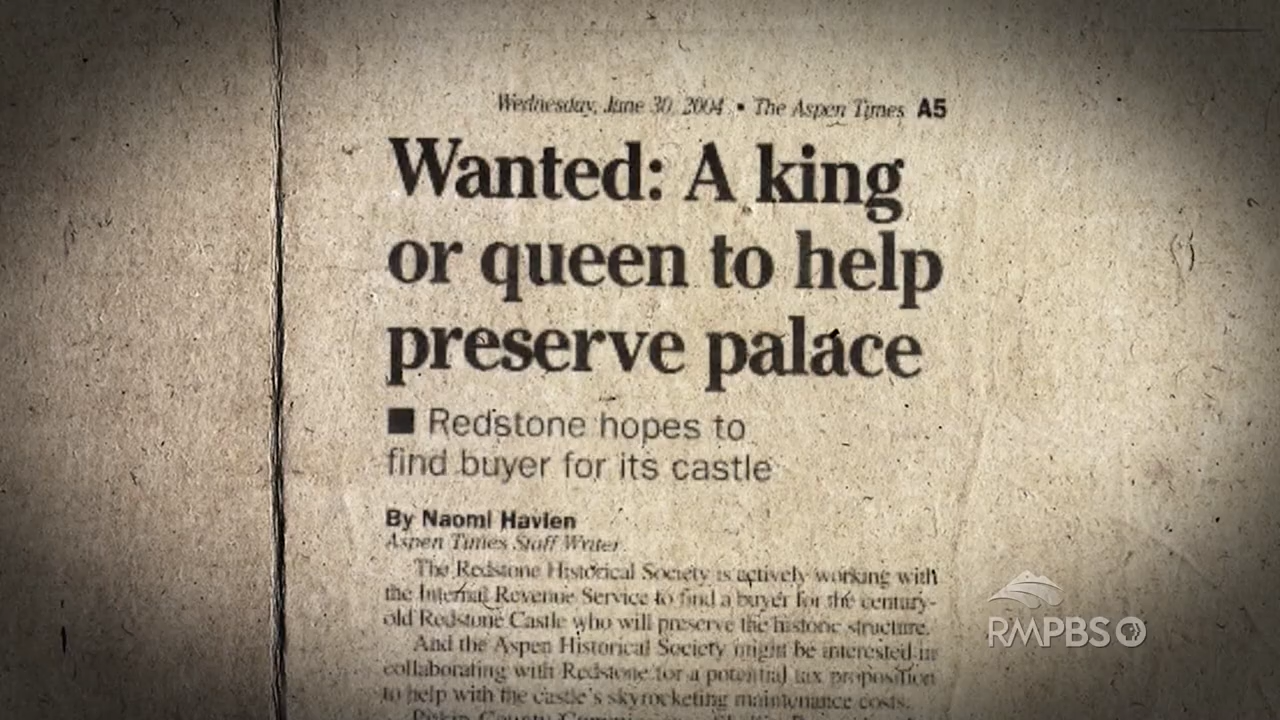 Wednesday, June 30, 2004 • The Aspen Times A5
Wanted: A king
or queen to help
preserve palace
■ Redstone hopes to
find buyer for its castle
By Naomi Havlen
Aspen Times Staff Writer
The Redstone Historical Society is actively working with
the Internal Revenue Service to find a buyer for the century-
old Redstone Castle who will preserve the historic structure.
And the Aspen Historical Society might be interested in
collaborating with Redstone for a potential tax proposition
to help with the castle's skyrocketing maintenance costs.
RMPBS